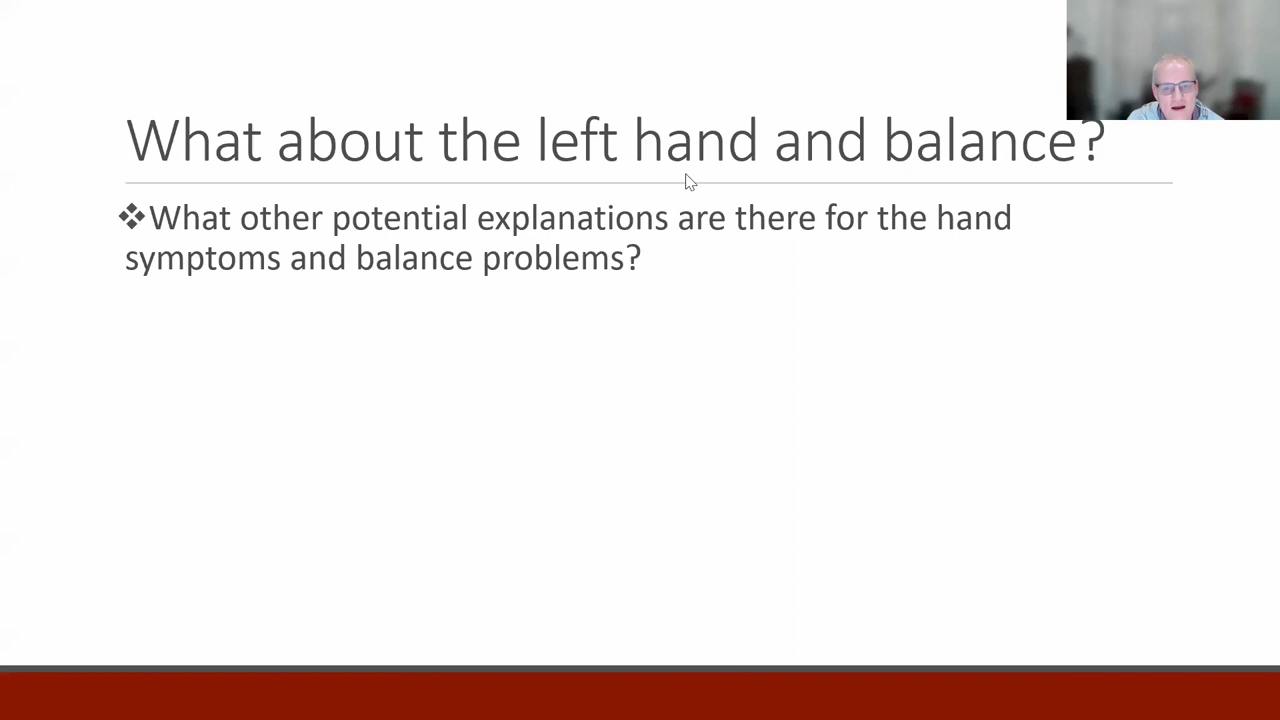 What about the left hand and balance?
❖What other potential explanations are there for the hand
symptoms and balance problems?